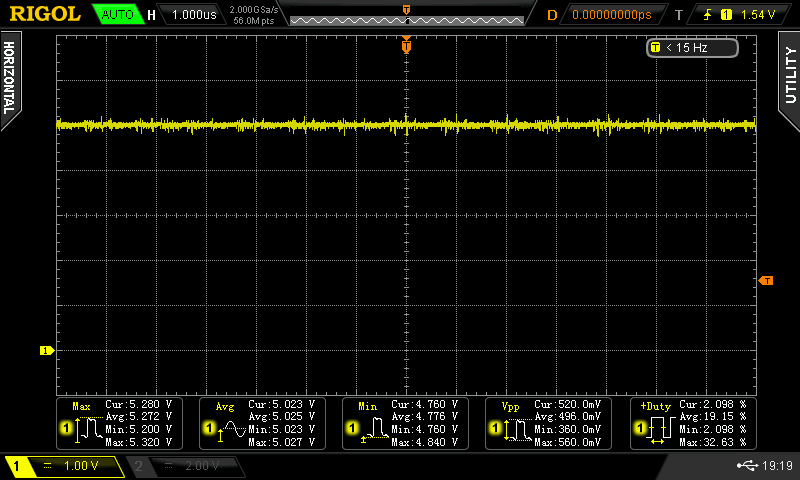 RIGOL AUTO H 1.000us 2.000GSa/s D 0.00000000ps T 1 1.54 V
56.0M pts
T
T < 15 Hz
HORIZONTAL
UTILITY
T
1
Max Cur:5.280 V
Avg:5.272 V
1 Min:5.200 V
Max:5.320 V
Avg Cur:5.023 V
Avg:5.025 V
1 Min:5.023 V
Max:5.027 V
Min Cur:4.760 V
Avg:4.776 V
1 Min:4.760 V
Max:4.840 V
Vpp Cur:520.0mV
Avg:496.0mV
1 Min:360.0mV
Max:560.0mV
+Duty Cur:2.098 %
Avg:19.15 %
1 Min:2.098 %
Max:32.63 %
1 1.00 V 2 2.00 V 19:19